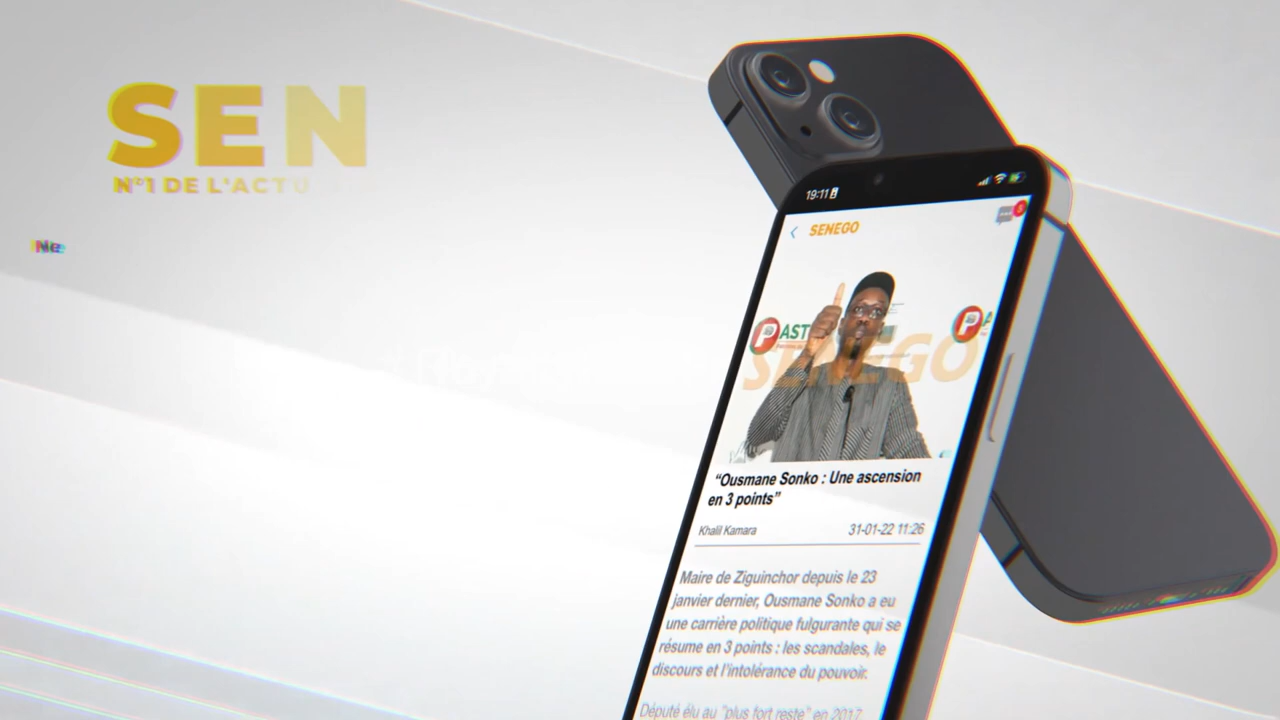 SEN
N°1 DE L'ACTU
Ne
19:11
SENEGO
PAST
SENEGO
"Ousmane Sonko : Une ascension
en 3 points"
Khalil Kamara 31-01-22 11:26
Maire de Ziguinchor depuis le 23
janvier dernier, Ousmane Sonko a eu
une carrière politique fulgurante qui se
résume en 3 points : les scandales, le
discours et l'intolérance du pouvoir.
Député élu au "plus fort reste" en 2017